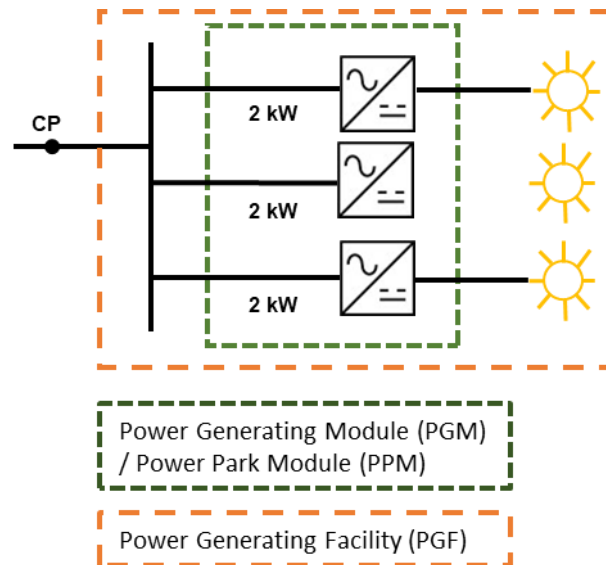 2 kW
CP
2 kW
2 kW
Power Generating Module (PGM)
/ Power Park Module (PPM)
Power Generating Facility (PGF)